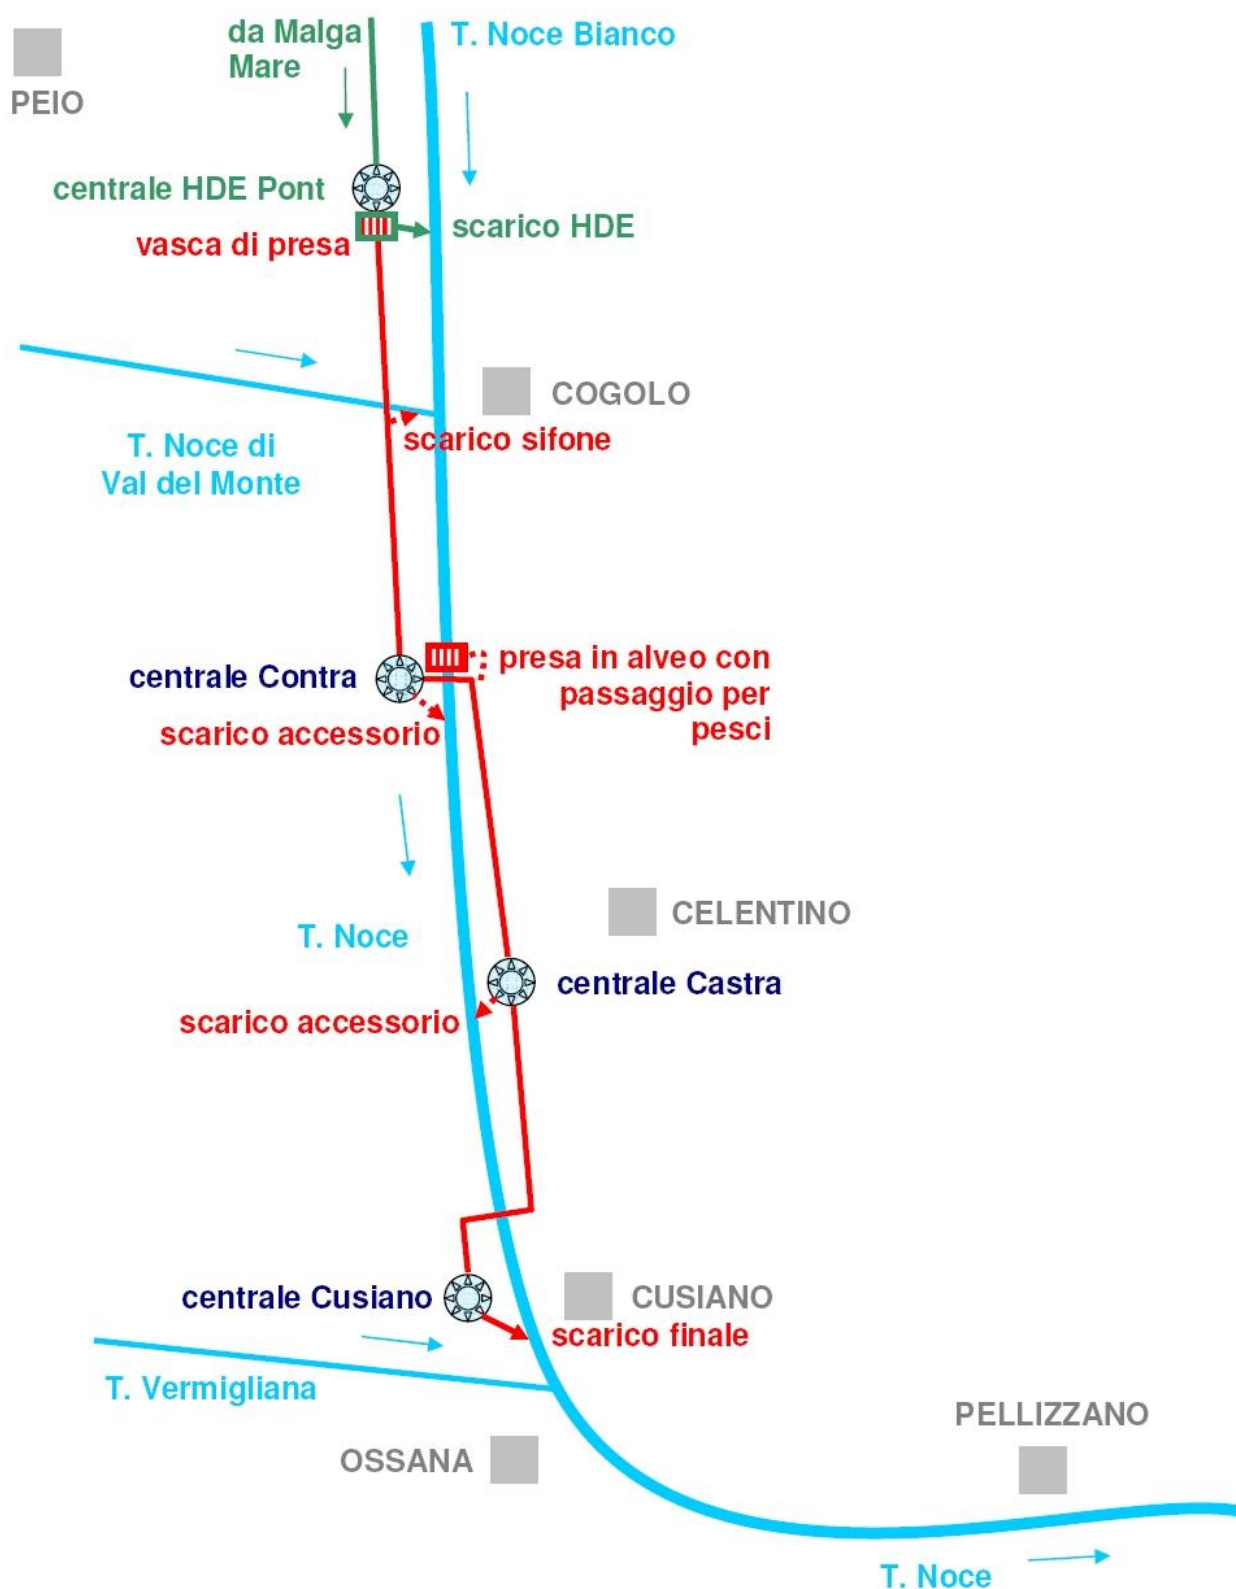 da Malga
Mare
T. Noce Bianco
PEIO
centrale HDE Pont
scarico HDE
vasca di presa
COGOLO
scarico sifone
T. Noce di
Val del Monte
centrale Contra
presa in alveo con
passaggio per
pesci
scarico accessorio
CELENTINO
T. Noce
centrale Castra
scarico accessorio
centrale Cusiano
CUSIANO
scarico finale
T. Vermigliana
PELLIZZANO
OSSANA
T. Noce